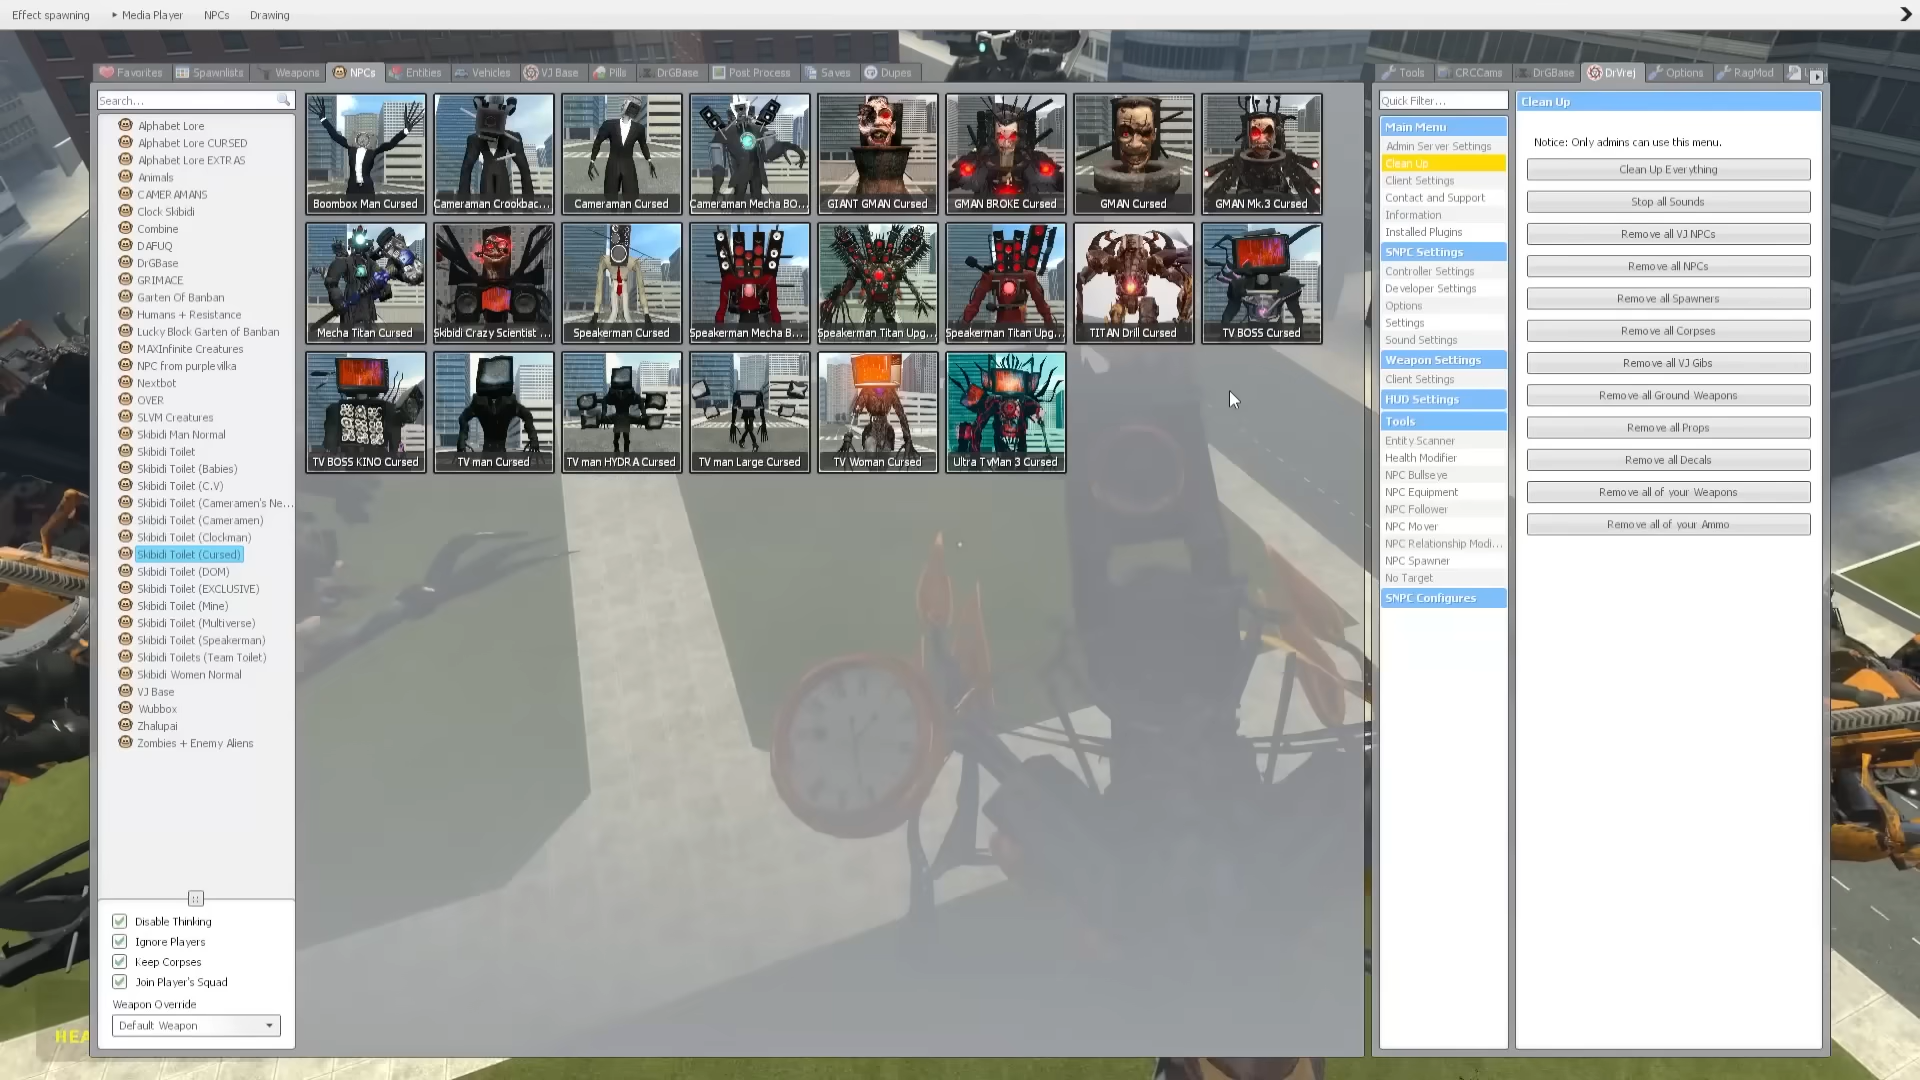 Effect spawning
Media Player
NPCs
Drawing
Favorites
Spawnlists
Weapons
NPCs
Entities
Vehicles
VJ Base
Pills
DrGBase
Post Process
Saves
Dupes
Tools
CRCCams
DrGBase
DrVrej
Options
RagMod
Search...
Alphabet Lore
Alphabet Lore CURSED
Alphabet Lore EXTRAS
Animals
CAMERAMANS
Clock Skibidi
Combine
DAFUQ
DrGBase
GRIMACE
Garten Of Banban
Humans + Resistance
Lucky Block Garten of Banban
MAXInfinite Creatures
NPC from purplevilka
Nextbot
OVER
SLVM Creatures
Skibidi Man Normal
Skibidi Toilet
Skibidi Toilet (Babies)
Skibidi Toilet (C.V)
Skibidi Toilet (Cameramen's Ne...
Skibidi Toilet (Cameramen)
Skibidi Toilet (Clockman)
Skibidi Toilet (Cursed)
Skibidi Toilet (DOM)
Skibidi Toilet (EXCLUSIVE)
Skibidi Toilet (Mine)
Skibidi Toilet (Multiverse)
Skibidi Toilet (Speakerman)
Skibidi Toilets (Team Toilet)
Skibidi Women Normal
VJ Base
Wubbox
Zhalupai
Zombies + Enemy Aliens
Disable Thinking
Ignore Players
Keep Corpses
Join Player's Squad
Weapon Override
Default Weapon
HEA
Boombox Man Cursed
Cameraman Crookbac...
Cameraman Cursed
Cameraman Mecha BO...
GIANT GMAN Cursed
GMAN BROKE Cursed
GMAN Cursed
GMAN Mk.3 Cursed
Mecha Titan Cursed
Skibidi Crazy Scientist ...
Speakerman Cursed
Speakerman Mecha B...
Speakerman Titan Upg...
Speakerman Titan Upg...
TITAN Drill Cursed
TV BOSS Cursed
TV BOSS KINO Cursed
TV man Cursed
TV man HYDRA Cursed
TV man Large Cursed
TV Woman Cursed
Ultra TvMan 3 Cursed
Quick Filter...
Main Menu
Admin Server Settings
Clean Up
Client Settings
Contact and Support
Information
Installed Plugins
SNPC Settings
Controller Settings
Developer Settings
Options
Settings
Sound Settings
Weapon Settings
Client Settings
HUD Settings
Tools
Entity Scanner
Health Modifier
NPC Bullseye
NPC Equipment
NPC Follower
NPC Mover
NPC Relationship Modi...
NPC Spawner
No Target
SNPC Configures
Clean Up
Notice: Only admins can use this menu.
Clean Up Everything
Stop all Sounds
Remove all VJ NPCs
Remove all NPCs
Remove all Spawners
Remove all Corpses
Remove all VJ Gibs
Remove all Ground Weapons
Remove all Props
Remove all Decals
Remove all of your Weapons
Remove all of your Ammo